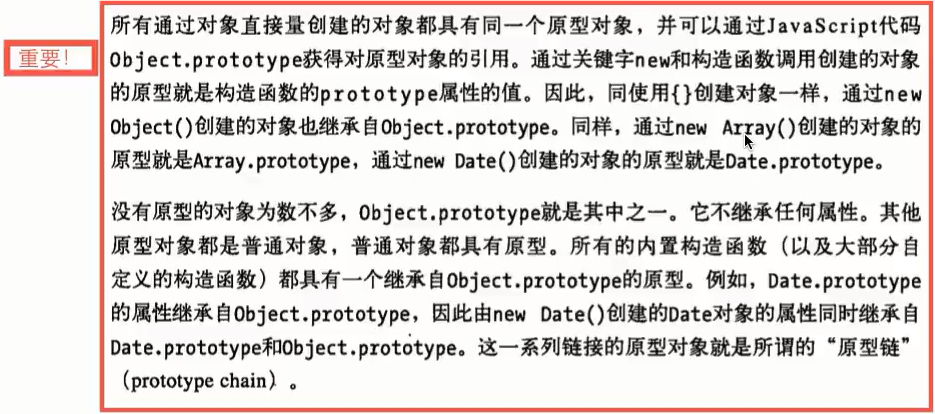 所有通过对象直接量创建的对象都具有同一个原型对象，并可以通过JavaScript代码
重要！
Object.prototype获得对原型对象的引用。通过关键字new和构造函数调用创建的对象
的原型就是构造函数的prototype属性的值。因此，同使用{}创建对象一样，通过new
Object()创建的对象也继承自Object.prototype。同样，通过new Array()创建的对象的
原型就是Array.prototype，通过new Date()创建的对象的原型就是Date.prototype。
没有原型的对象为数不多，Object.prototype就是其中之一。它不继承任何属性。其他
原型对象都是普通对象，普通对象都具有原型。所有的内置构造函数（以及大部分自
定义的构造函数）都具有一个继承自Object.prototype的原型。例如，Date.prototype
的属性继承自Object.prototype，因此由new Date()创建的Date对象的属性同时继承自
Date.prototype和Object.prototype。这一系列链接的原型对象就是所谓的“原型链”
（prototype chain）。